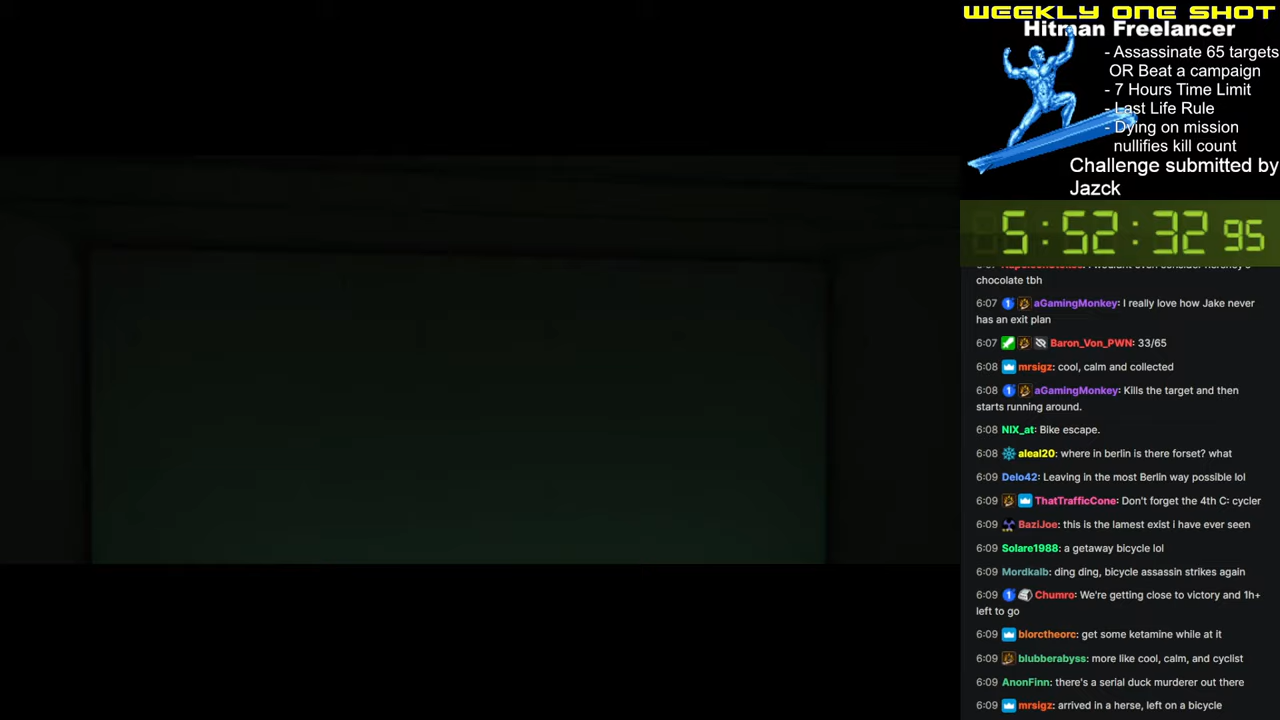 WEEKLY ONE SHOT
Hitman Freelancer
- Assassinate 65 targets
OR Beat a campaign
- 7 Hours Time Limit
- Last Life Rule
- Dying on mission
nullifies kill count
Challenge submitted by
Jazck
5:52:32 95
chocolate tbh
6:07 aGamingMonkey: I really love how Jake never
has an exit plan
6:07 Baron_Von_PWN: 33/65
6:08 mrsigz: cool, calm and collected
6:08 aGamingMonkey: Kills the target and then
starts running around.
6:08 NIX_at: Bike escape.
6:08 aleal20: where in berlin is there forset? what
6:09 Delo42: Leaving in the most Berlin way possible lol
6:09 ThatTrafficCone: Don't forget the 4th C: cycler
6:09 BaziJoe: this is the lamest exist i have ever seen
6:09 Solare1988: a getaway bicycle lol
6:09 Mordkalb: ding ding, bicycle assassin strikes again
6:09 Chumro: We're getting close to victory and 1h+
left to go
6:09 blorctheorc: get some ketamine while at it
6:09 blubberabyss: more like cool, calm, and cyclist
6:09 AnonFinn: there's a serial duck murderer out there
6:09 mrsigz: arrived in a herse, left on a bicycle